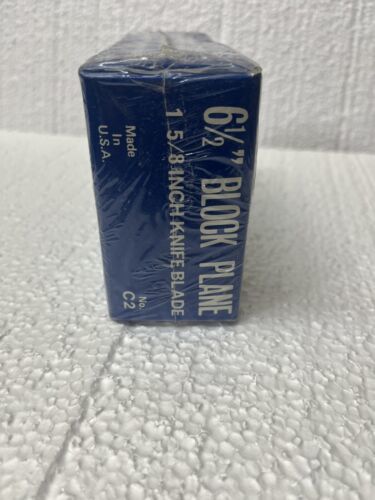 6½" BLOCK PLANE
1 5/8 INCH KNIFE BLADE
Made
In
U.S.A.
No.
C2